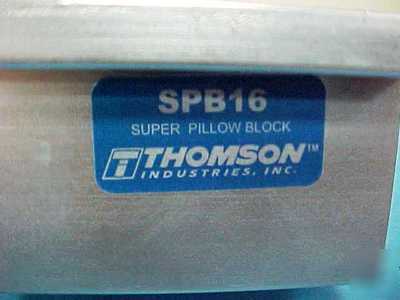 SPB16
SUPER PILLOW BLOCK
T THOMSON™
INDUSTRIES, INC.